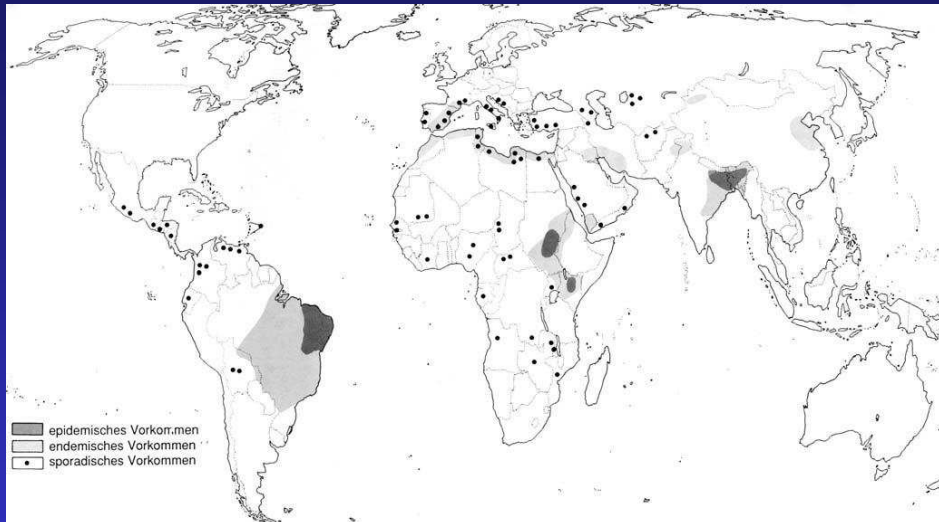 epidemisches Vorkommen
endemisches Vorkommen
sporadisches Vorkommen